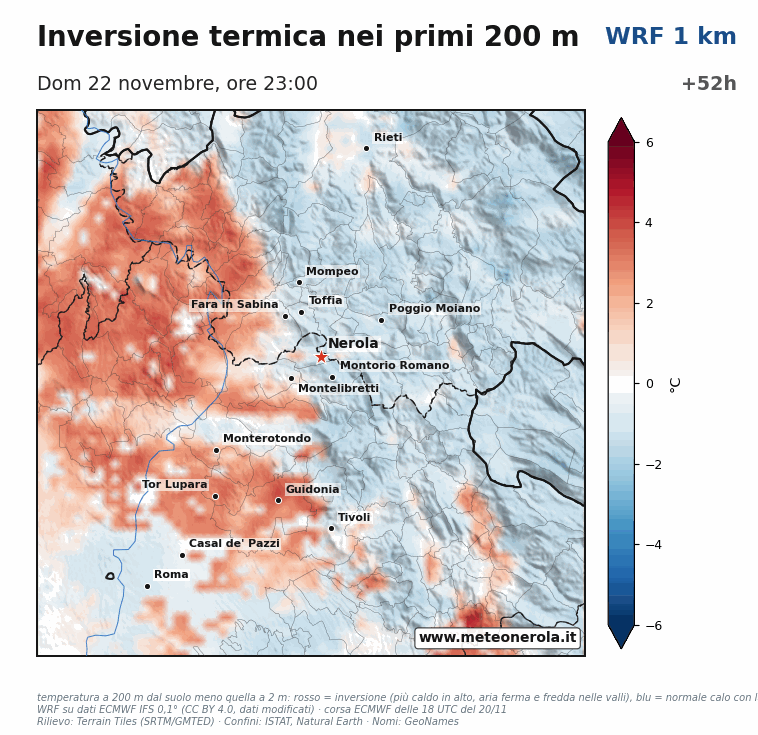 Inversione termica nei primi 200 m WRF 1 km
Dom 22 novembre, ore 23:00 +52h
Rieti
Mompeo
Fara in Sabina
Toffia
Poggio Moiano
Nerola
Montorio Romano
Montelibretti
Monterotondo
Tor Lupara
Guidonia
Tivoli
Casal de' Pazzi
Roma
www.meteonerola.it
6
4
2
0
−2
−4
−6
°C
temperatura a 200 m dal suolo meno quella a 2 m: rosso = inversione (più caldo in alto, aria ferma e fredda nelle valli), blu = normale calo con l
WRF su dati ECMWF IFS 0,1° (CC BY 4.0, dati modificati) · corsa ECMWF delle 18 UTC del 20/11
Rilievo: Terrain Tiles (SRTM/GMTED) · Confini: ISTAT, Natural Earth · Nomi: GeoNames